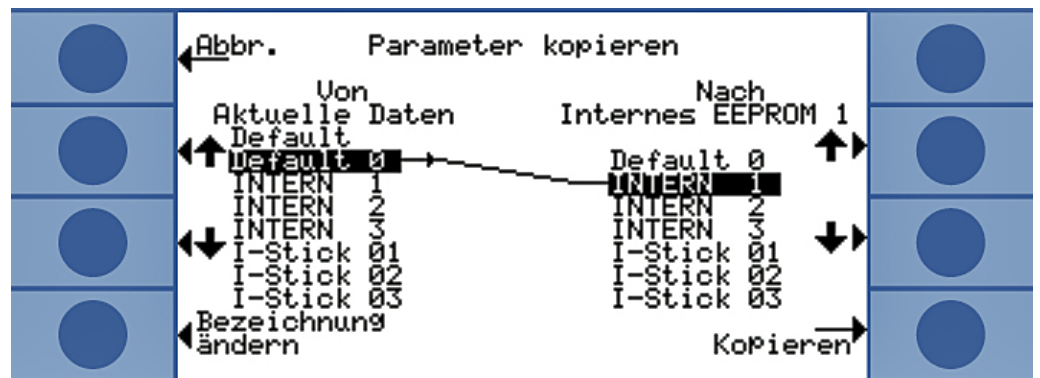 Abbr. Parameter kopieren
Von Nach
Aktuelle Daten Internes EEPROM 1
Default
Default 0 Default 0
INTERN 1 INTERN 1
INTERN 2 INTERN 2
INTERN 3 INTERN 3
I-Stick 01 I-Stick 01
I-Stick 02 I-Stick 02
I-Stick 03 I-Stick 03
Bezeichnung
ändern Kopieren